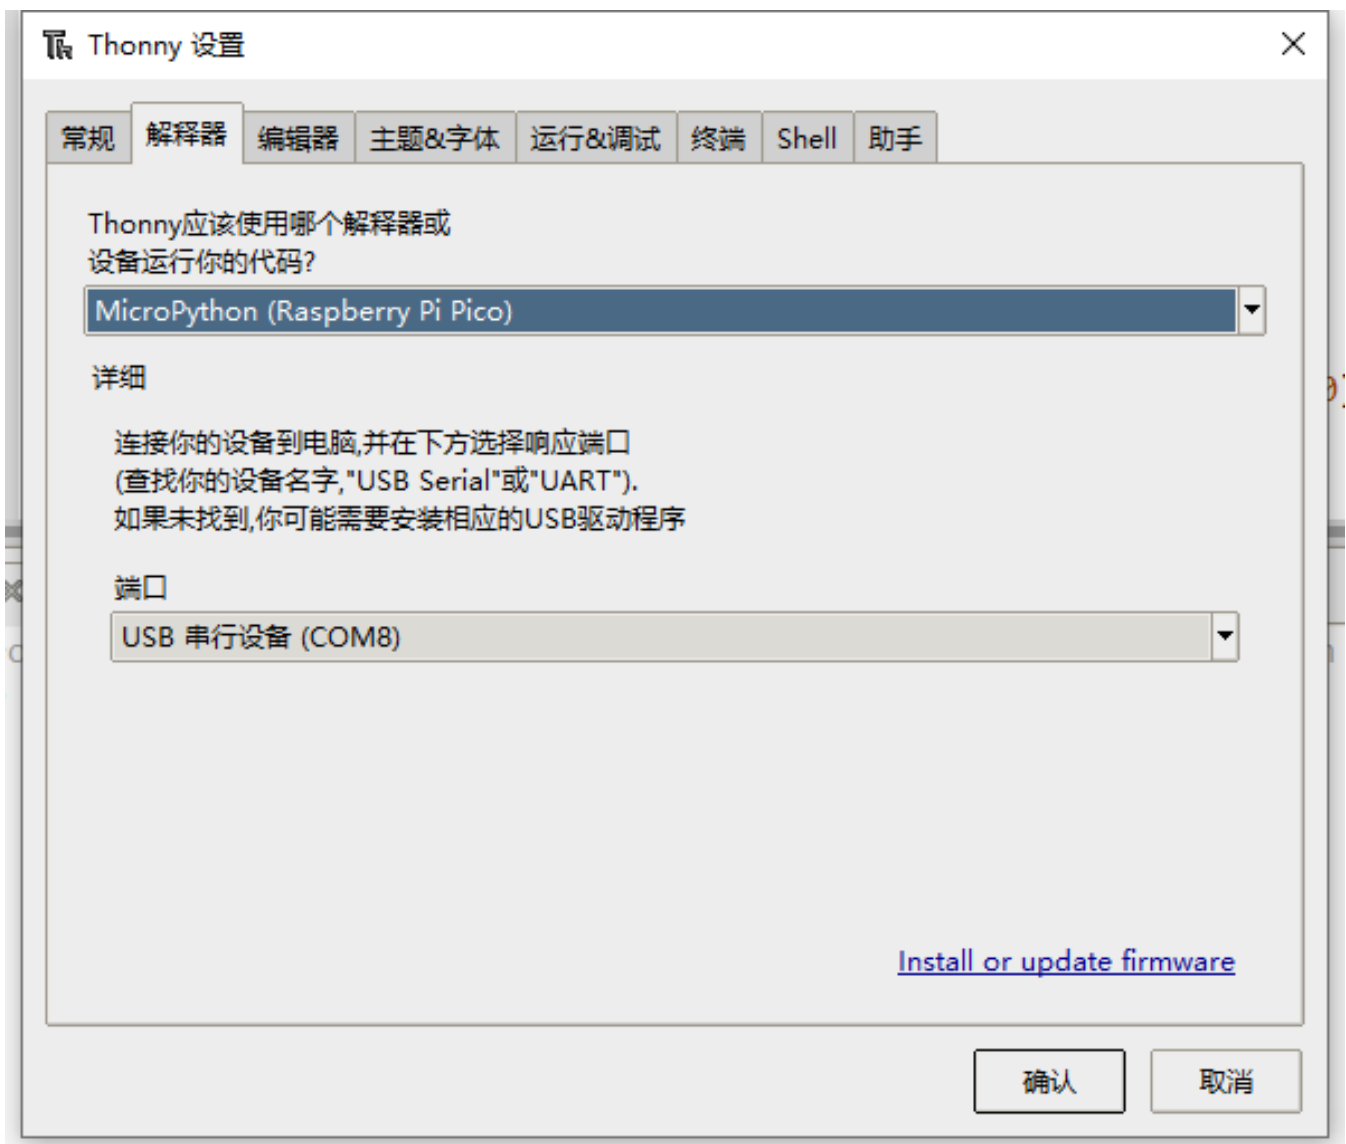 Thonny 设置
常规 解释器 编辑器 主题&字体 运行&调试 终端 Shell 助手
Thonny应该使用哪个解释器或
设备运行你的代码?
MicroPython (Raspberry Pi Pico)
详细
连接你的设备到电脑,并在下方选择响应端口
(查找你的设备名字,"USB Serial"或"UART").
如果未找到,你可能需要安装相应的USB驱动程序
端口
USB 串行设备 (COM8)
Install or update firmware
确认 取消